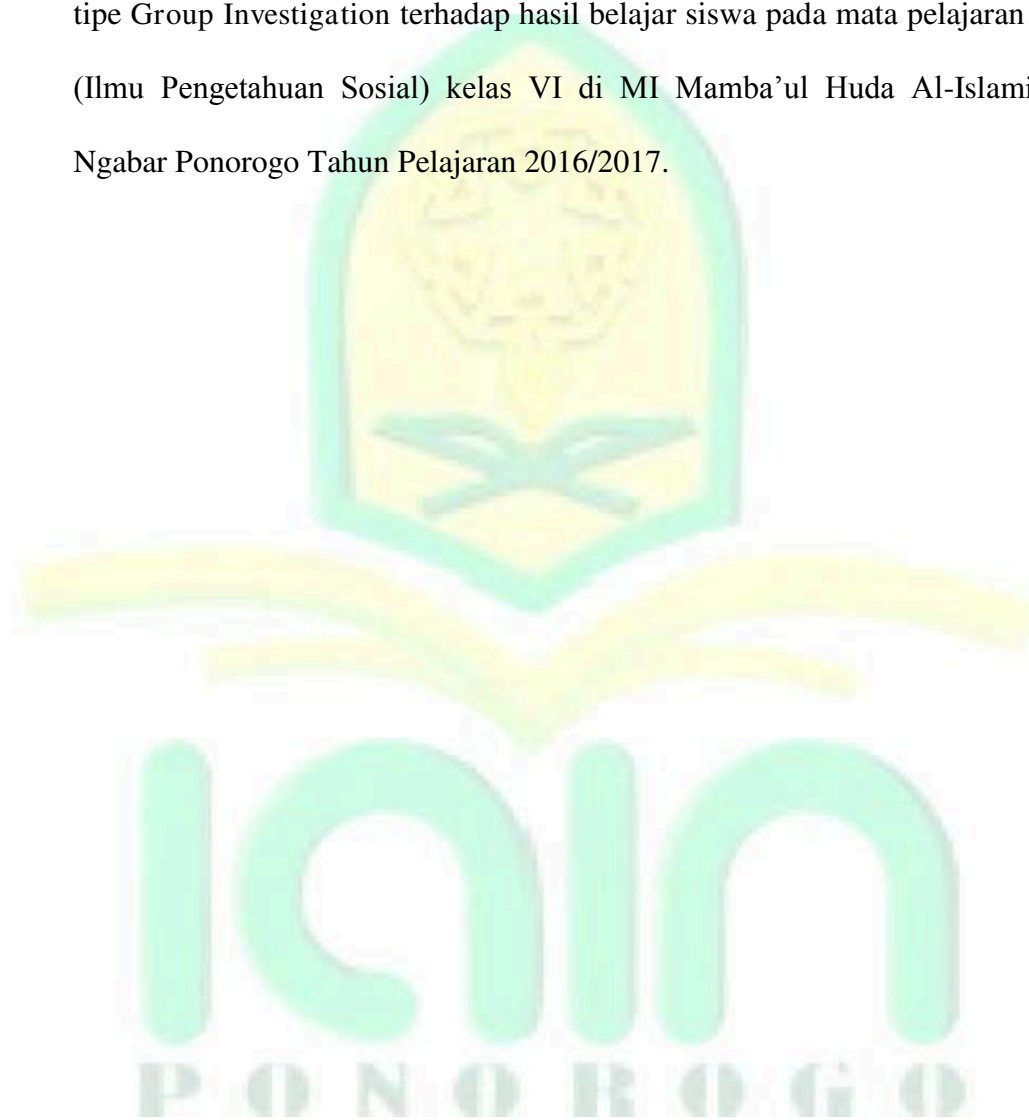 tipe Group Investigation terhadap hasil belajar siswa pada mata pelajaran
(Ilmu Pengetahuan Sosial) kelas VI di MI Mamba'ul Huda Al-Islami
Ngabar Ponorogo Tahun Pelajaran 2016/2017.
iain
PONOROGO